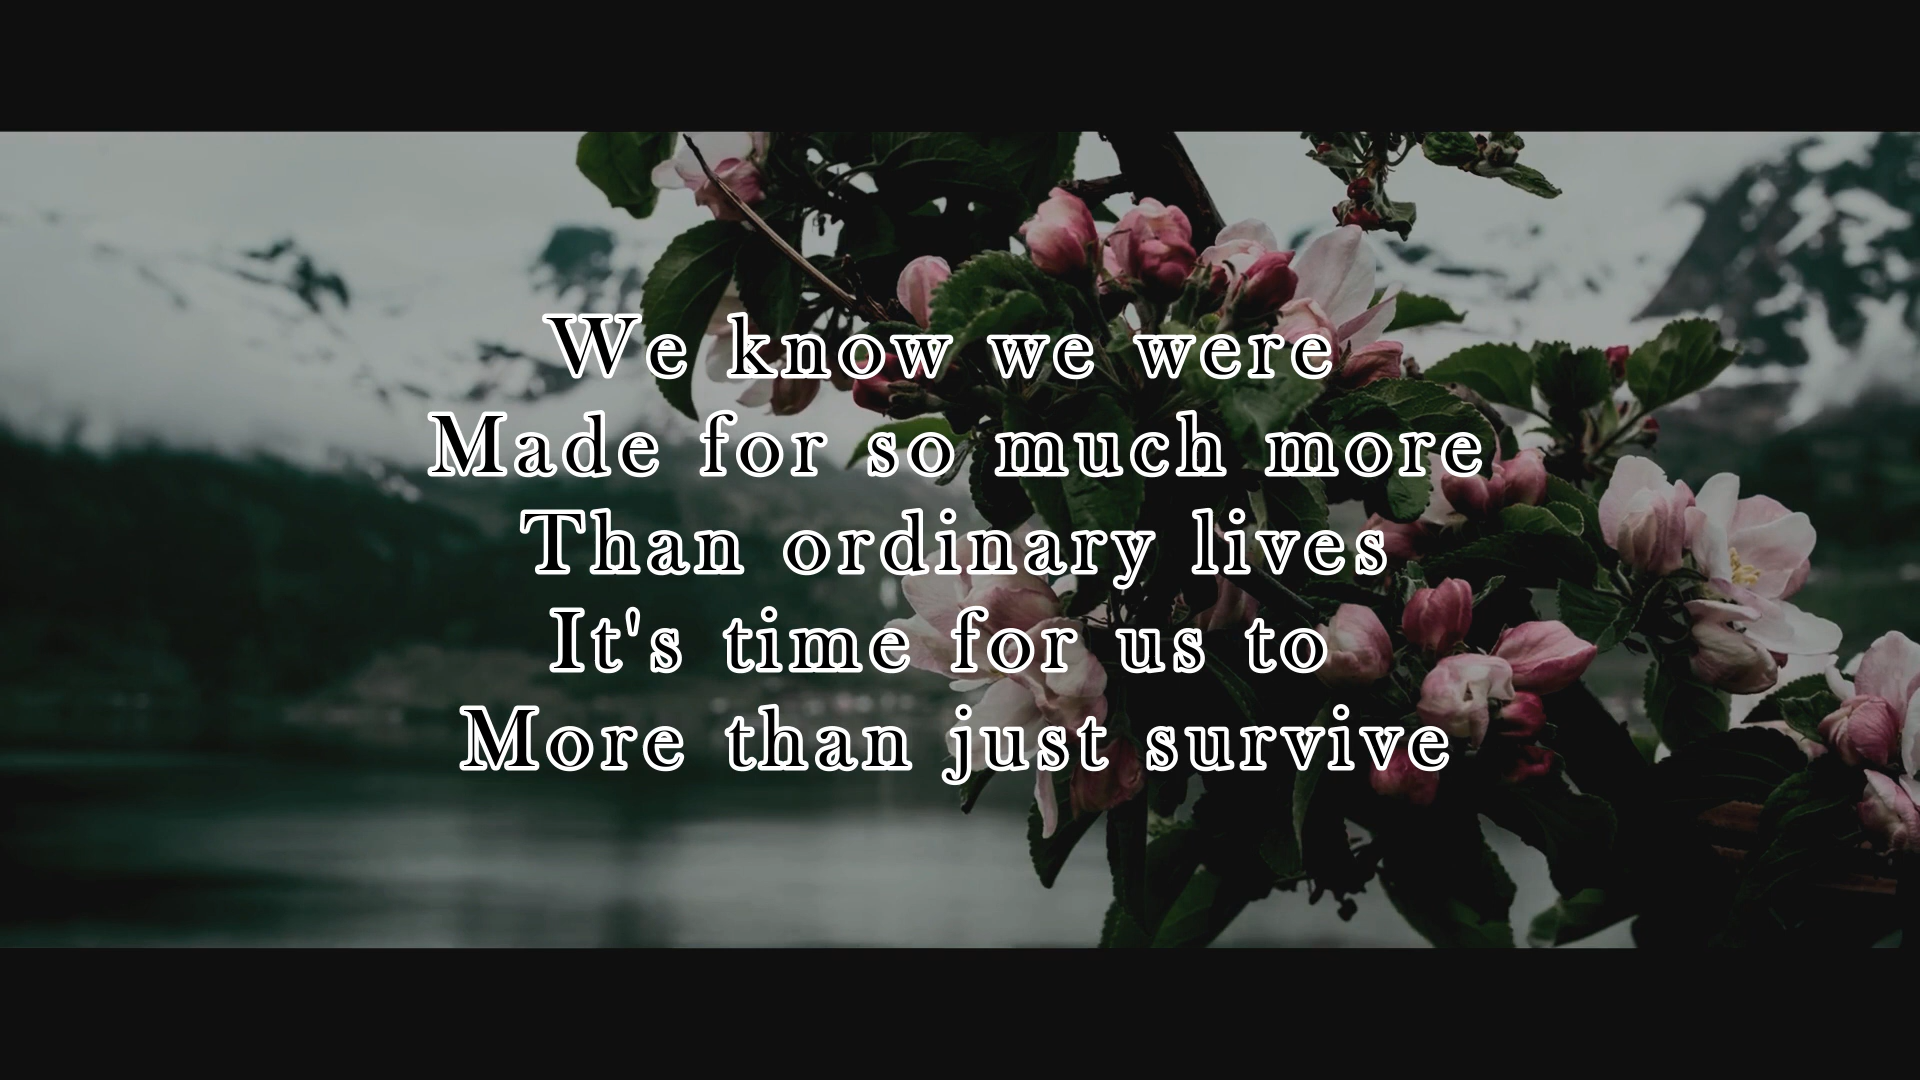 We know we were
Made for so much more
Than ordinary lives
It's time for us to
More than just survive